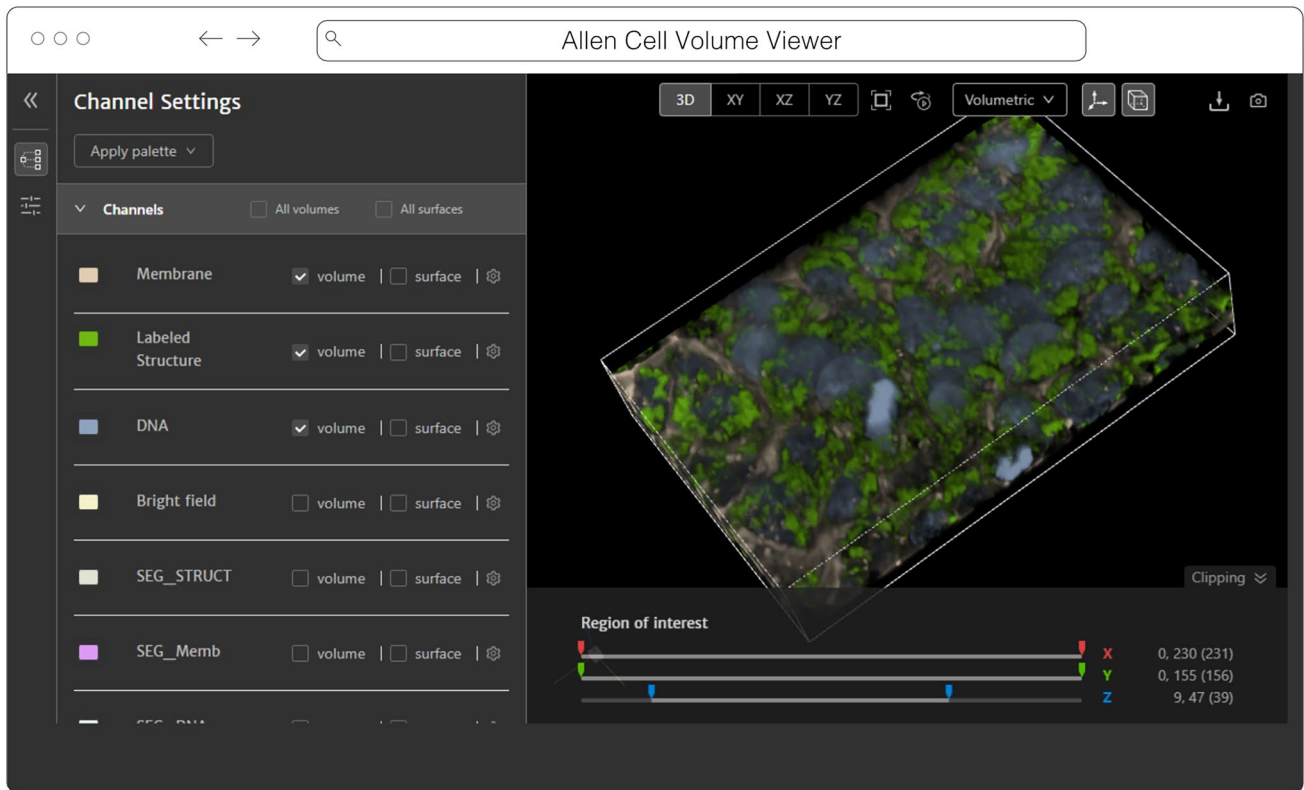 Allen Cell Volume Viewer
Channel Settings
3D XY XZ YZ Volumetric
Apply palette
Channels All volumes All surfaces
Membrane volume | surface |
Labeled
Structure volume | surface |
DNA volume | surface |
Bright field volume | surface |
SEG_STRUCT volume | surface |
SEG_Memb volume | surface |
Clipping
Region of interest
X 0, 230 (231)
Y 0, 155 (156)
Z 9, 47 (39)